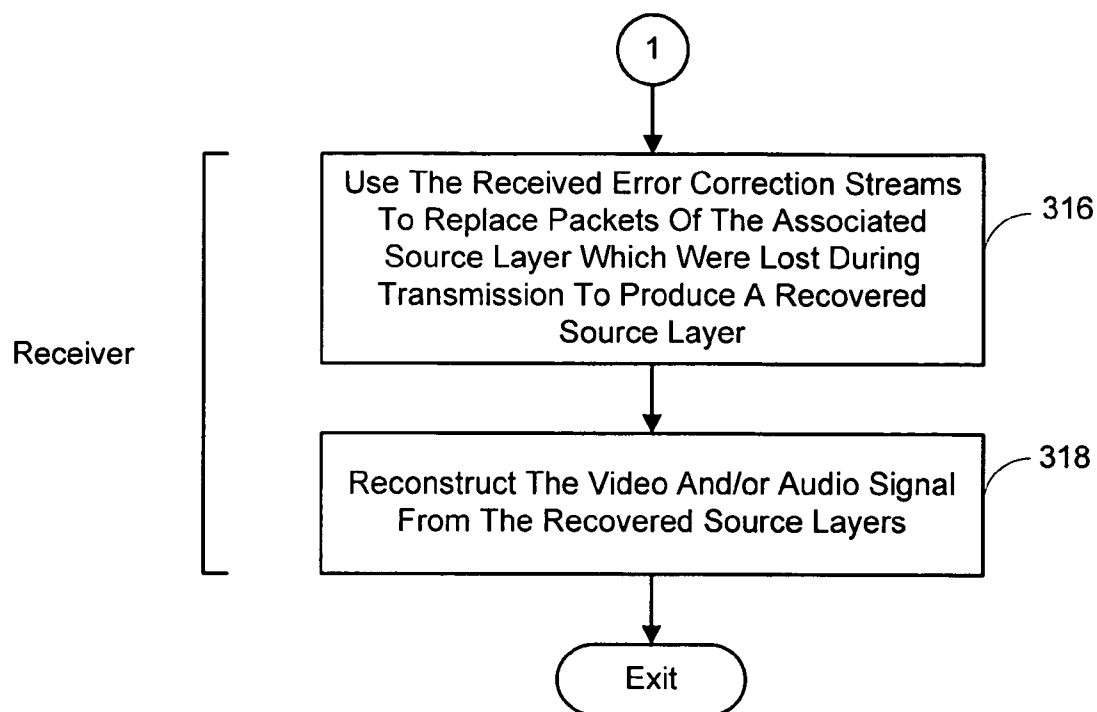 1
Use The Received Error Correction Streams
To Replace Packets Of The Associated
Source Layer Which Were Lost During
Transmission To Produce A Recovered
Source Layer
316
Receiver
Reconstruct The Video And/or Audio Signal
From The Recovered Source Layers
318
Exit